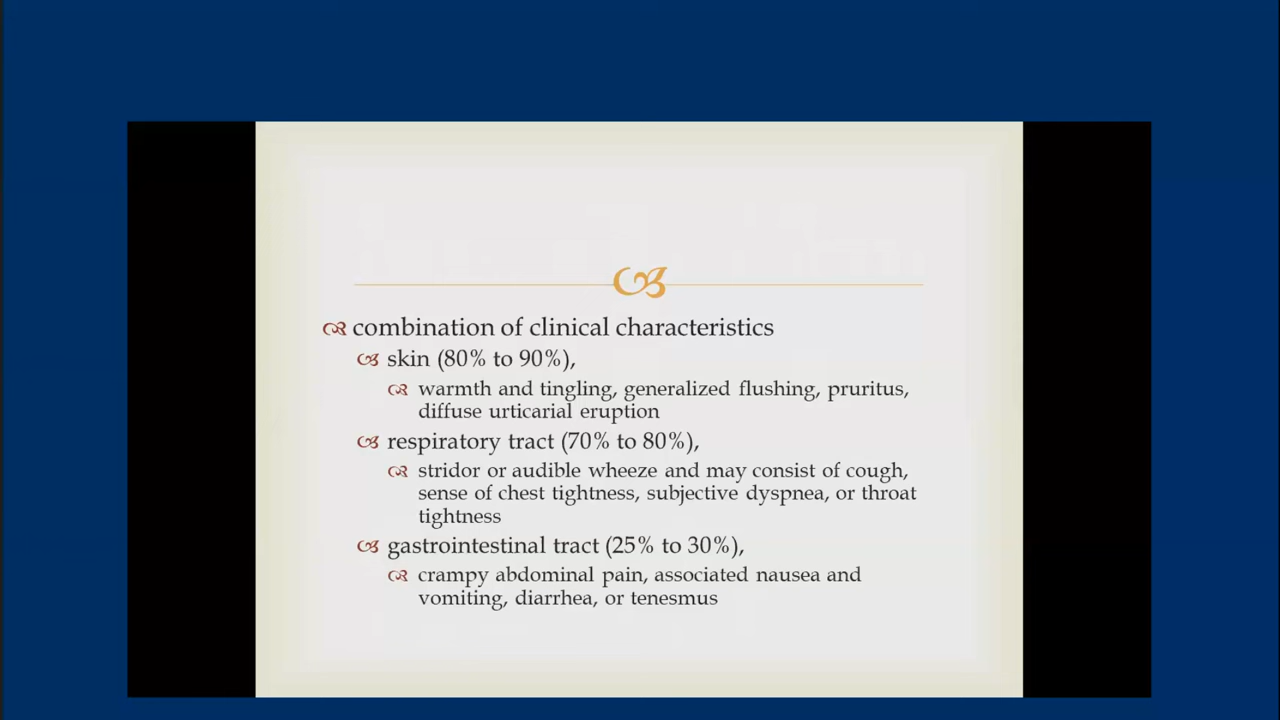 combination of clinical characteristics
skin (80% to 90%),
warmth and tingling, generalized flushing, pruritus,
diffuse urticarial eruption
respiratory tract (70% to 80%),
stridor or audible wheeze and may consist of cough,
sense of chest tightness, subjective dyspnea, or throat
tightness
gastrointestinal tract (25% to 30%),
crampy abdominal pain, associated nausea and
vomiting, diarrhea, or tenesmus